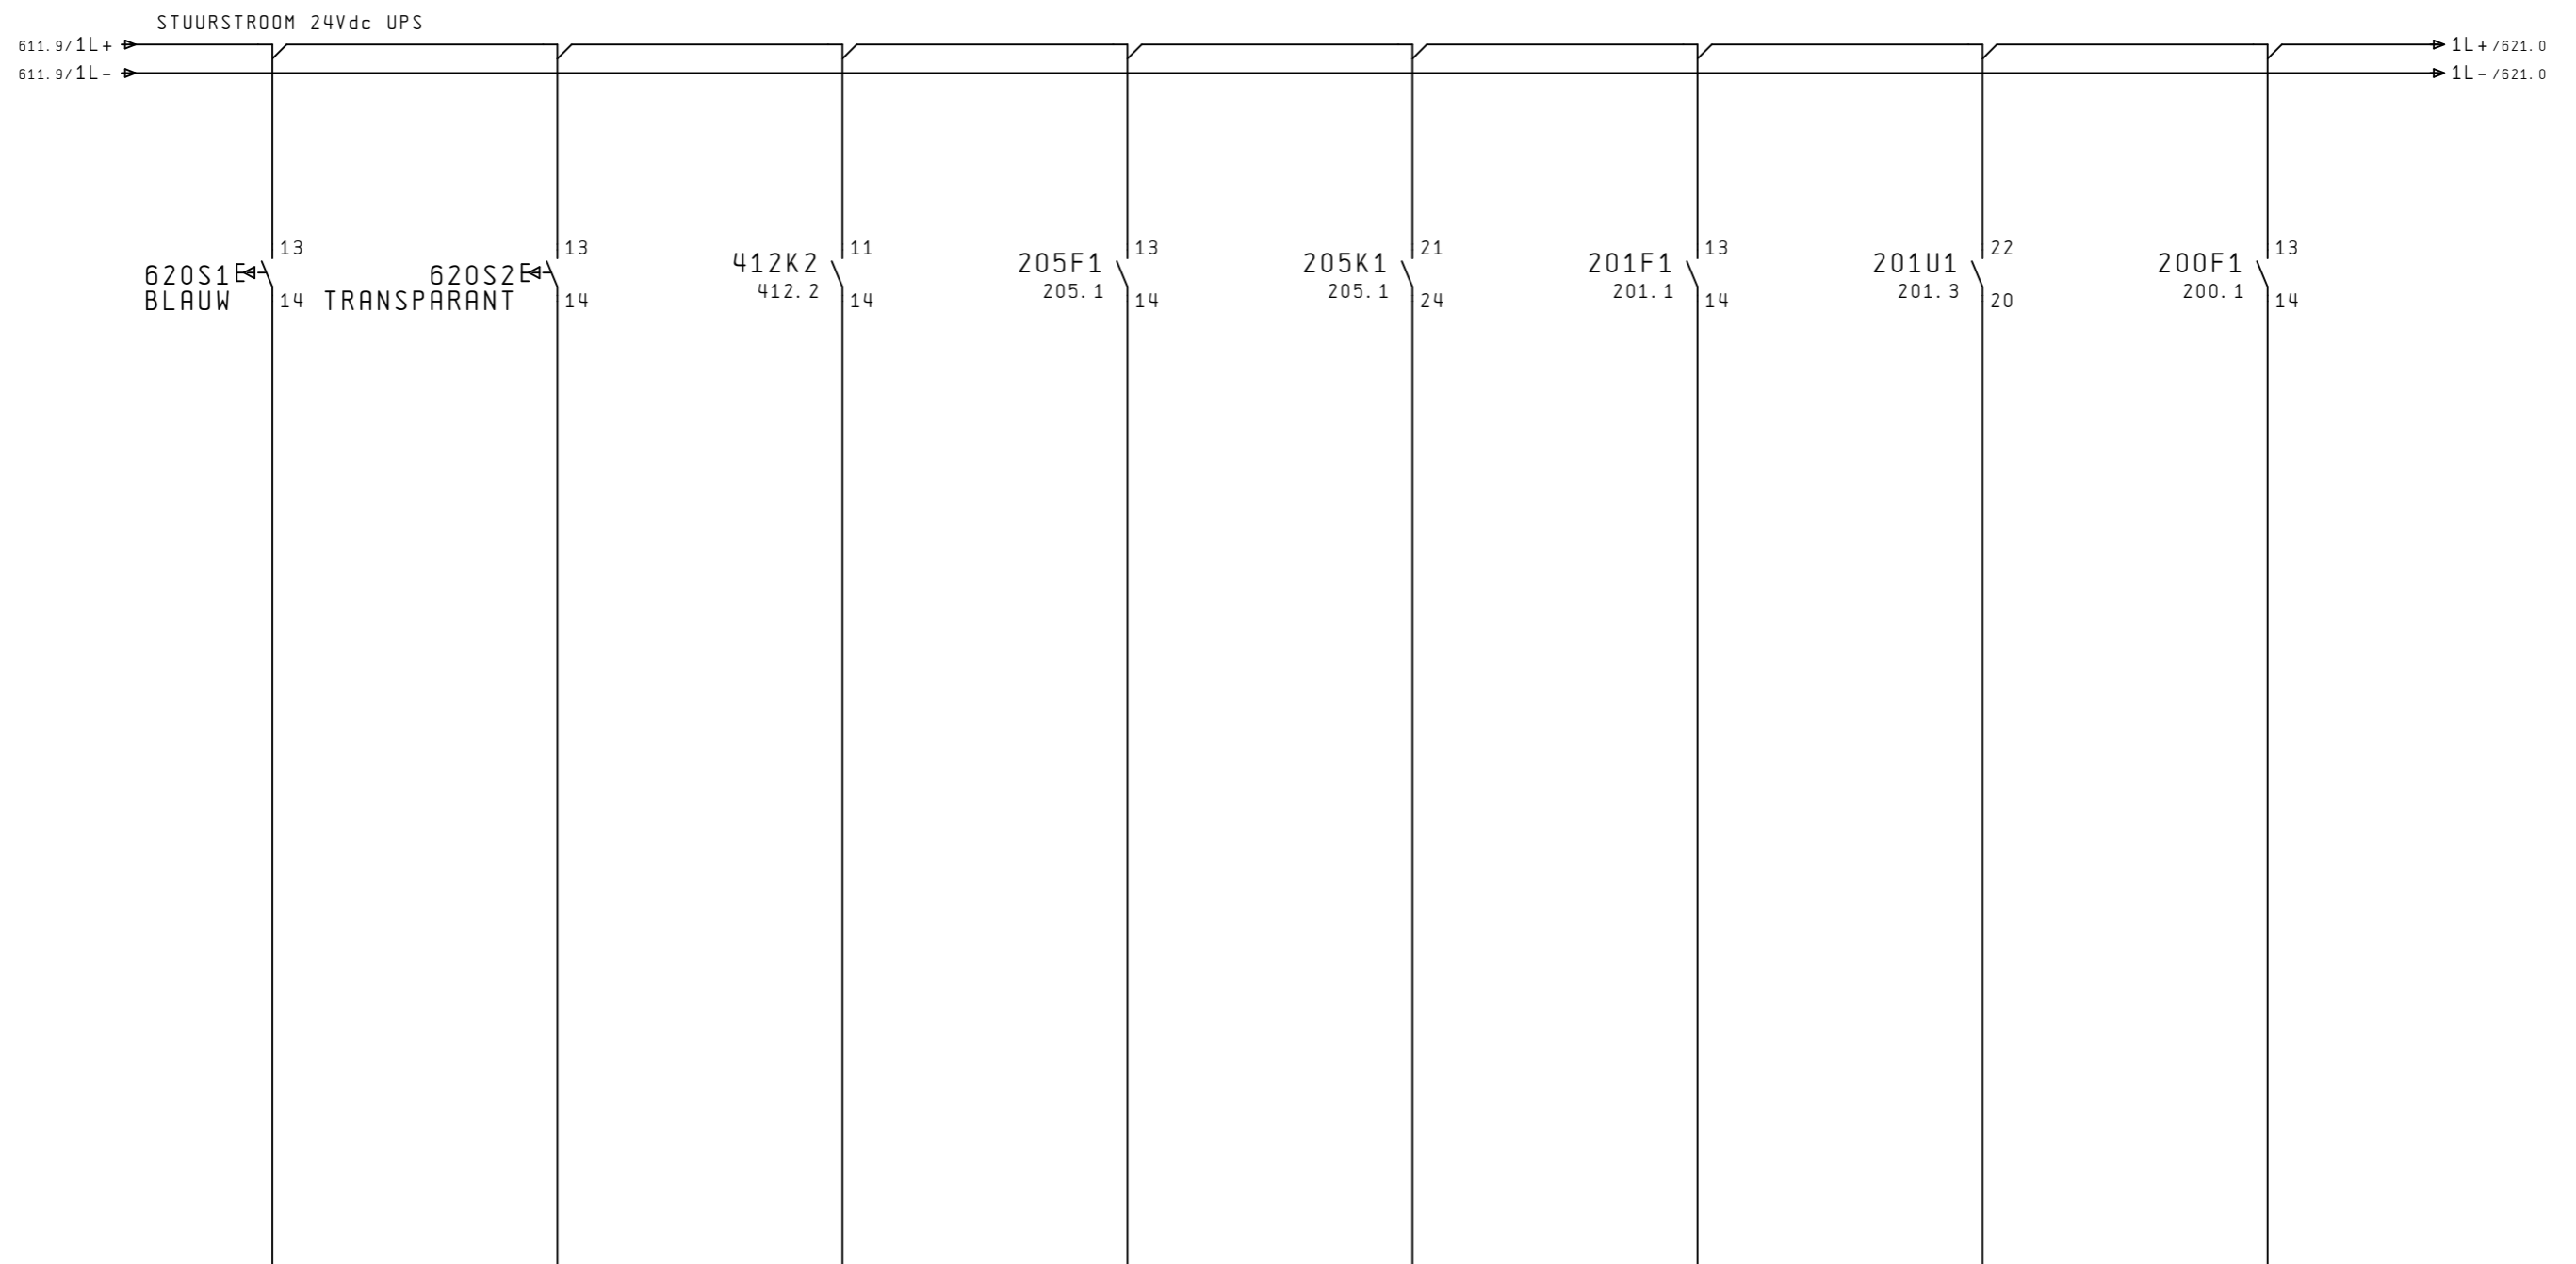 STUURSTROOM 24Vdc UPS
611.9/1L+ 1L+/621.0
611.9/1L- 1L-/621.0
13 13 11 13 21 13 22 13
620S1 620S2 412K2 205F1 205K1 201F1 201U1 200F1
412.2 205.1 205.1 201.1 201.3 200.1
BLAUW 14 TRANSPARANT 14 14 14 24 14 20 14